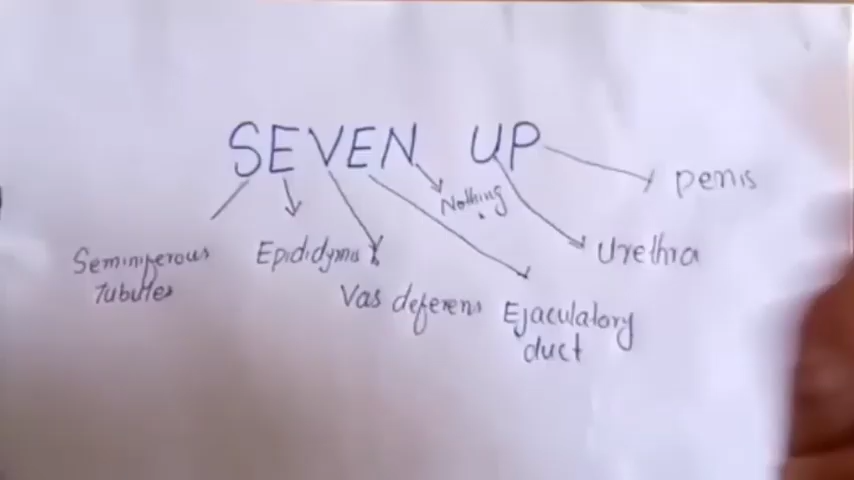 SEVEN UP
Nothing
Penis
Urethra
Seminiferous
Tubules
Epididymis
Vas deferens
Ejaculatory
duct